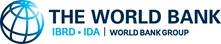 THE WORLD BANK
IBRD • IDA | WORLD BANK GROUP